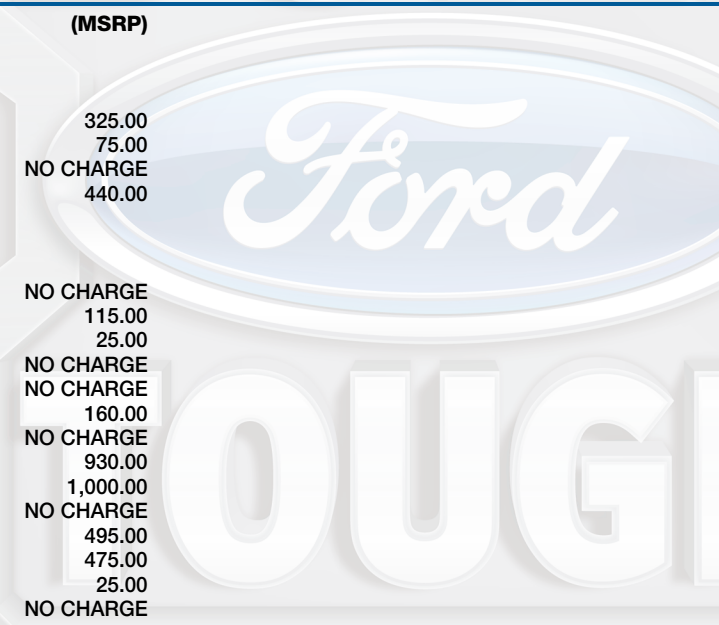 (MSRP)
325.00
75.00
NO CHARGE
440.00
Ford
NO CHARGE
115.00
25.00
NO CHARGE
NO CHARGE
160.00
NO CHARGE
930.00
1,000.00
NO CHARGE
495.00
475.00
25.00
NO CHARGE
TOUG